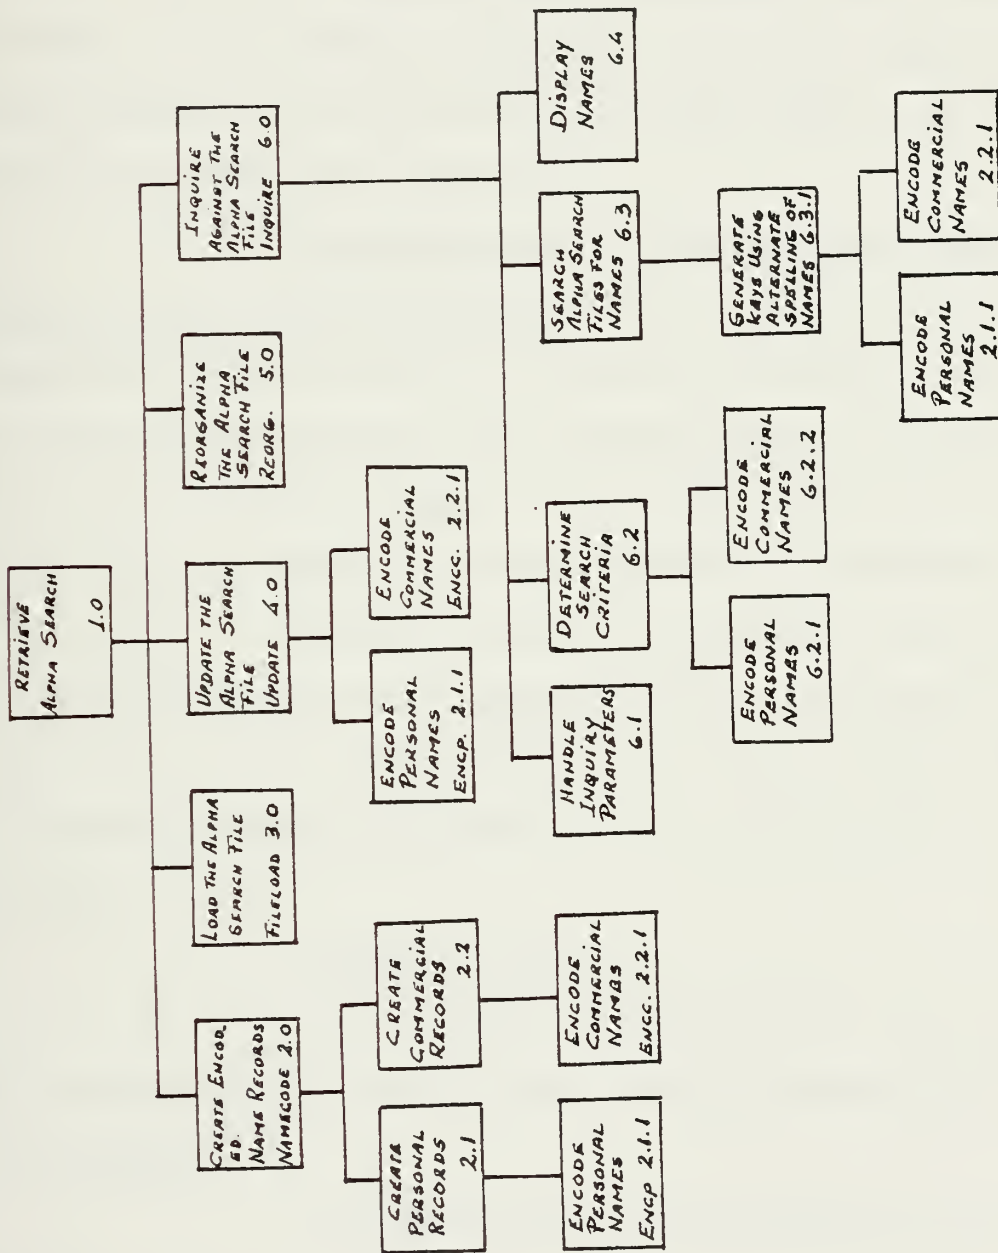 RETRIEVE
ALPHA SEARCH
1.0
CREATE ENCOD.
ED.
NAME RECORDS
NAMECODE 2.0
LOAD THE ALPHA
SEARCH FILE
FILELOAD 3.0
UPDATE THE
ALPHA SEARCH
FILE
UPDATE 4.0
REORGANIZE
THE ALPHA
SEARCH FILE
REORG. 5.0
INQUIRE
AGAINST THE
ALPHA SEARCH
FILE
INQUIRE 6.0
CREATE
PERSONAL
RECORDS
2.1
CREATE
COMMERCIAL
RECORDS
2.2
ENCODE
PERSONAL
NAMES
ENCP. 2.1.1
ENCODE
COMMERCIAL
NAMES
ENCC. 2.2.1
ENCODE
PERSONAL
NAMES
ENCP 2.1.1
ENCODE
COMMERCIAL
NAMES
ENCC. 2.2.1
HANDLE
INQUIRY
PARAMETERS
6.1
DETERMINE
SEARCH
CRITERIA
6.2
SEARCH
ALPHA SEARCH
FILES FOR
NAMES 6.3
DISPLAY
NAMES
6.4
ENCODE
PERSONAL
NAMES
6.2.1
ENCODE
COMMERCIAL
NAMES
6.2.2
GENERATE
KAYS USING
ALTERNATE
SPELLING OF
NAMES 6.3.1
ENCODE
PERSONAL
NAMES
2.1.1
ENCODE
COMMERCIAL
NAMES
2.2.1